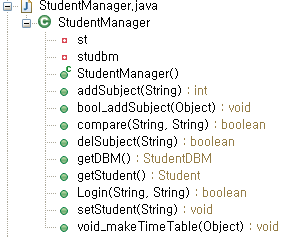 StudentManager.java
StudentManager
st
studbm
StudentManager()
addSubject(String) : int
bool_addSubject(Object) : void
compare(String, String) : boolean
delSubject(String) : boolean
getDBM() : StudentDBM
getStudent() : Student
Login(String, String) : boolean
setStudent(String) : void
void_makeTimeTable(Object) : void